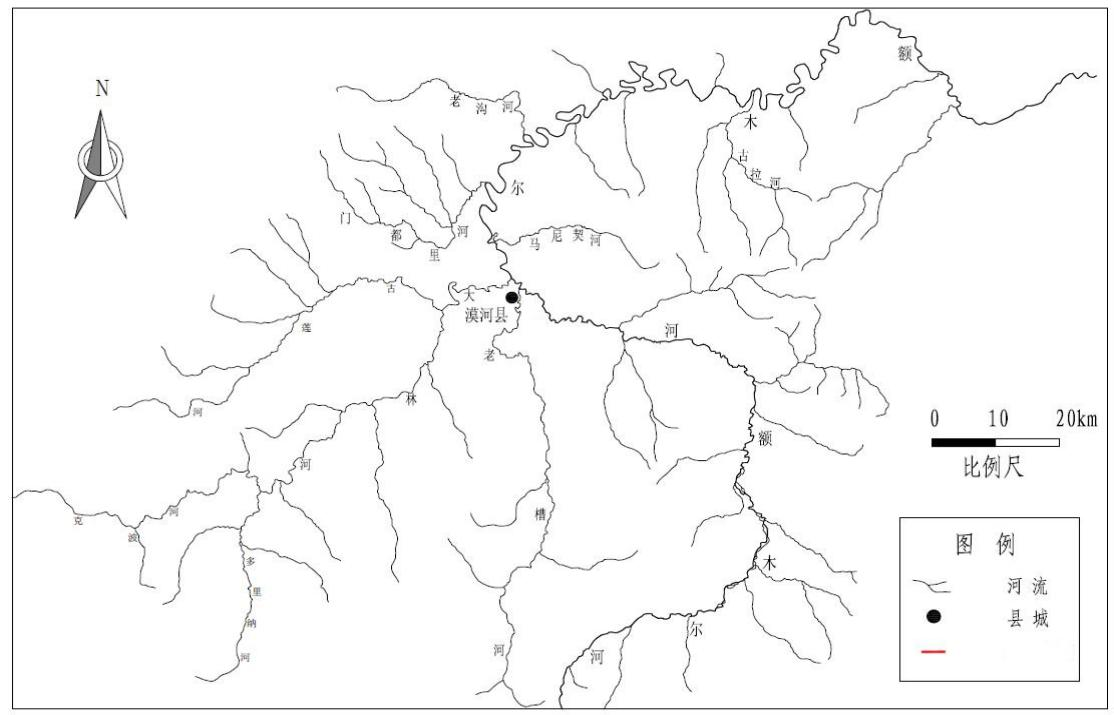 N
额
老沟河
木
古拉河
尔
门都里河
马尼契河
大
古
漠河县
莲
河
老
林
河
河
额
0 10 20km
比例尺
河
克波河
槽
图 例
多里纳河
木
河 流
县 城
尔
河
河